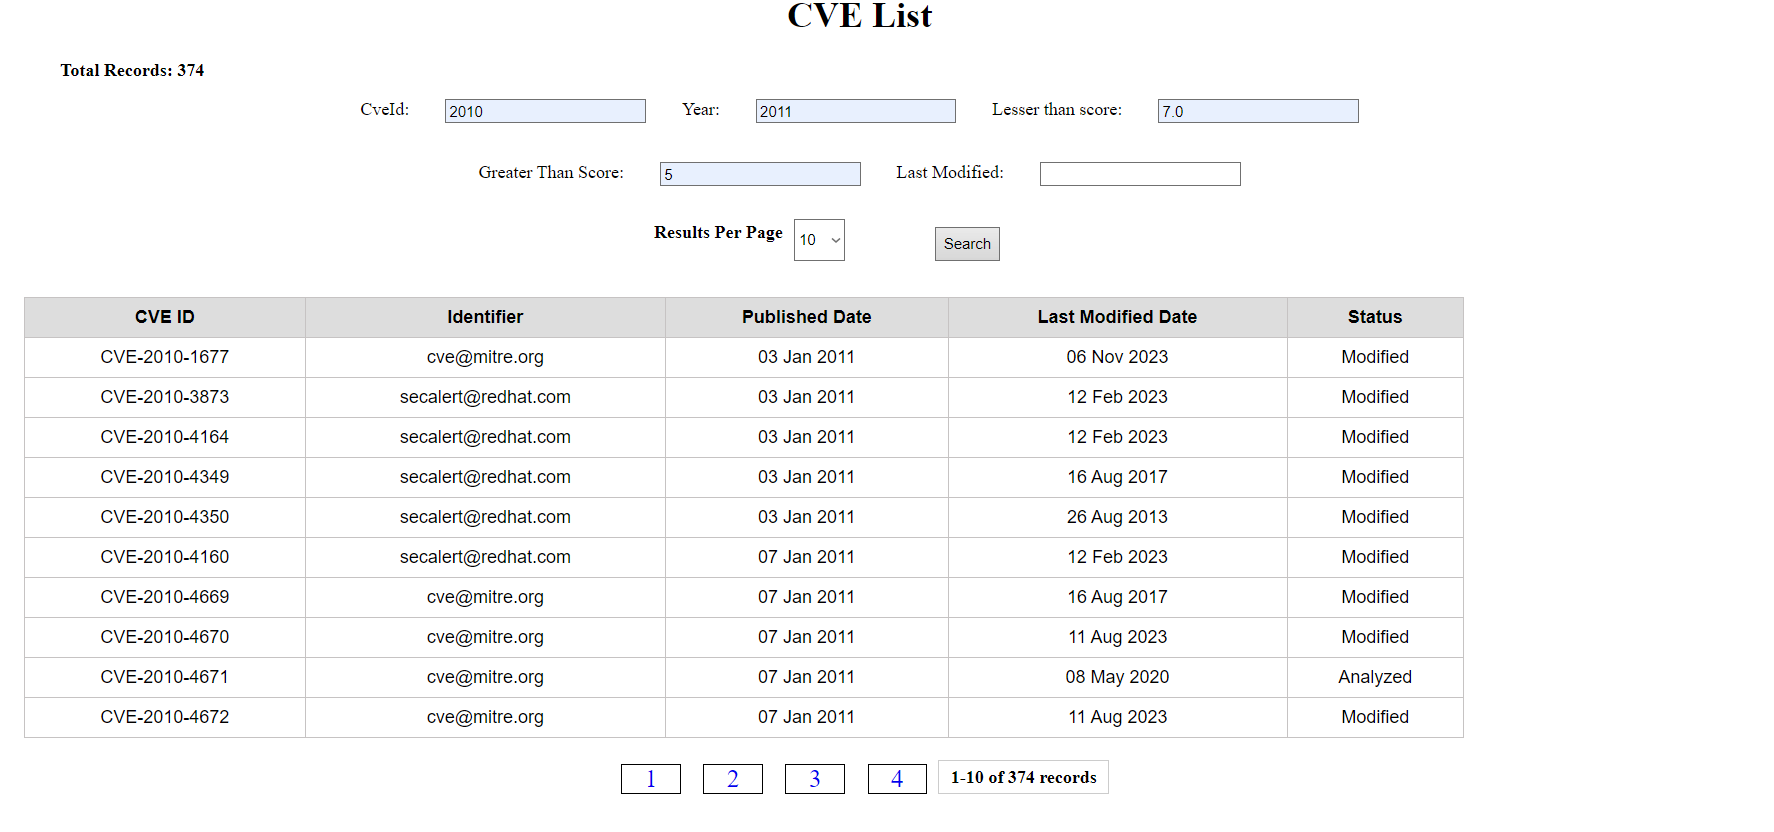 CVE List
Total Records: 374
CveId: 2010 Year: 2011 Lesser than score: 7.0
Greater Than Score: 5 Last Modified:
Results Per Page 10 Search
CVE ID Identifier Published Date Last Modified Date Status
CVE-2010-1677 cve@mitre.org 03 Jan 2011 06 Nov 2023 Modified
CVE-2010-3873 secalert@redhat.com 03 Jan 2011 12 Feb 2023 Modified
CVE-2010-4164 secalert@redhat.com 03 Jan 2011 12 Feb 2023 Modified
CVE-2010-4349 secalert@redhat.com 03 Jan 2011 16 Aug 2017 Modified
CVE-2010-4350 secalert@redhat.com 03 Jan 2011 26 Aug 2013 Modified
CVE-2010-4160 secalert@redhat.com 07 Jan 2011 12 Feb 2023 Modified
CVE-2010-4669 cve@mitre.org 07 Jan 2011 16 Aug 2017 Modified
CVE-2010-4670 cve@mitre.org 07 Jan 2011 11 Aug 2023 Modified
CVE-2010-4671 cve@mitre.org 07 Jan 2011 08 May 2020 Analyzed
CVE-2010-4672 cve@mitre.org 07 Jan 2011 11 Aug 2023 Modified
1 2 3 4 1-10 of 374 records